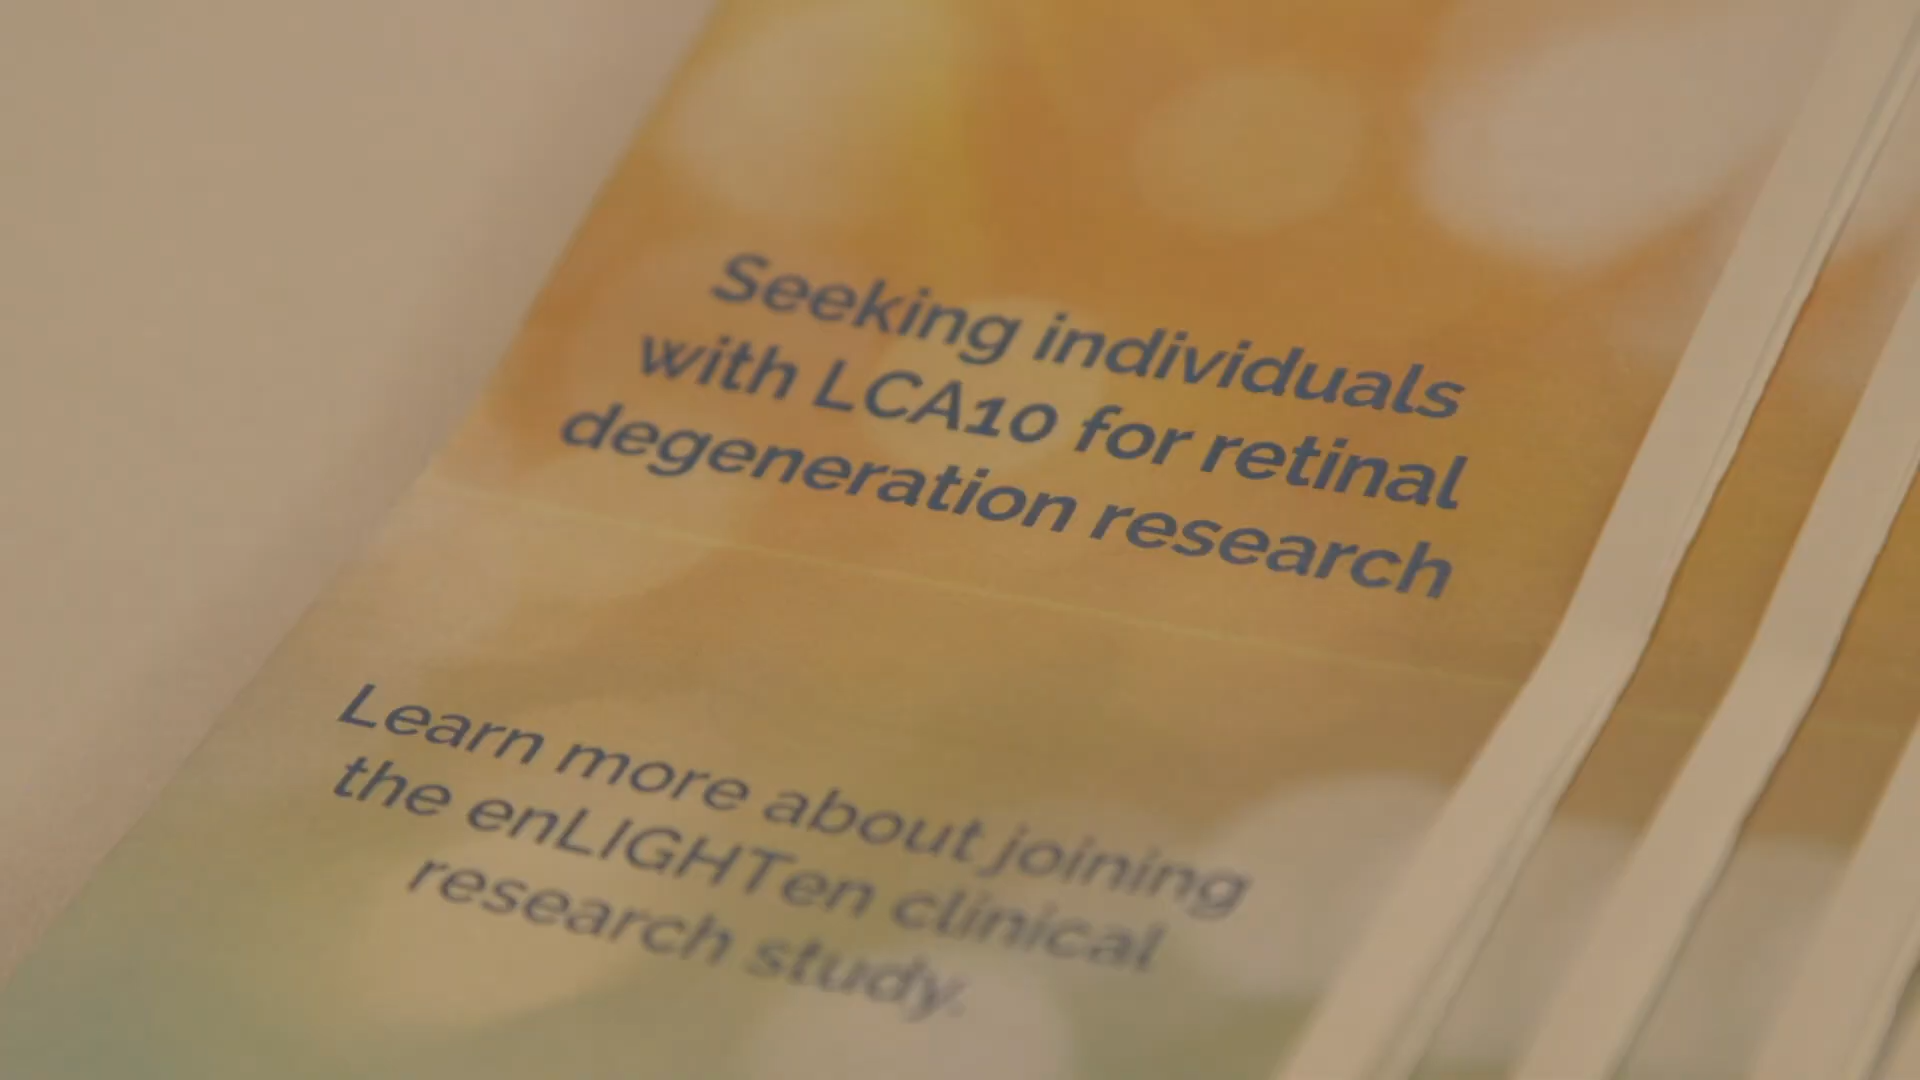 Seeking individuals
with LCA10 for retinal
degeneration research
Learn more about joining
the enLIGHTen clinical
research study.